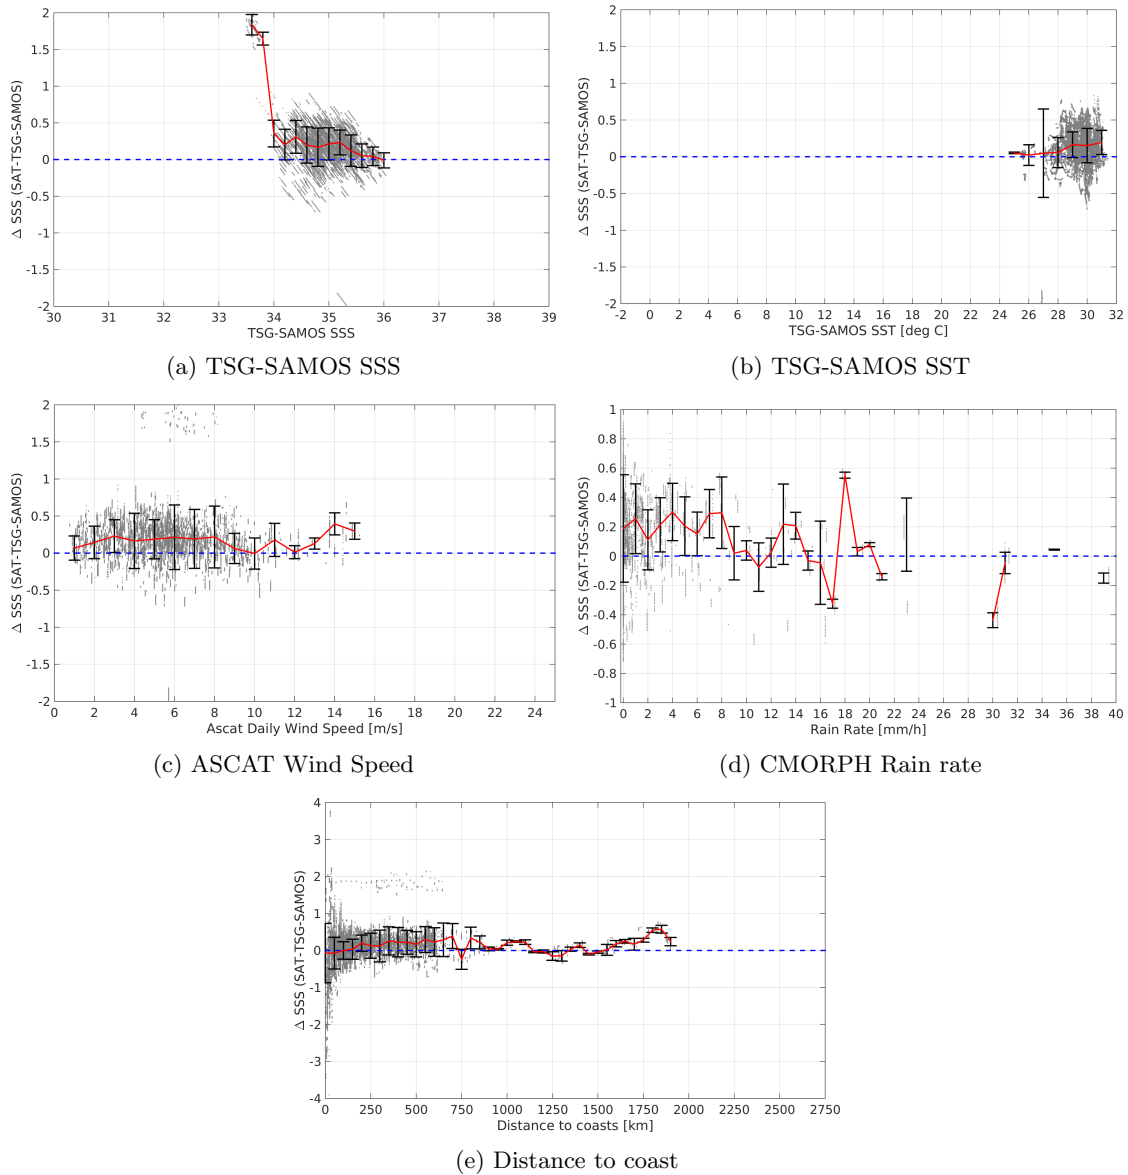 2
1.5
1
0.5
0
-0.5
-1
-1.5
-2
Δ SSS (SAT-TSG-SAMOS)
30 31 32 33 34 35 36 37 38 39
TSG-SAMOS SSS
(a) TSG-SAMOS SSS
2
1.5
1
0.5
0
-0.5
-1
-1.5
-2
Δ SSS (SAT-TSG-SAMOS)
-2 0 2 4 6 8 10 12 14 16 18 20 22 24 26 28 30 32
TSG-SAMOS SST [deg C]
(b) TSG-SAMOS SST
2
1.5
1
0.5
0
-0.5
-1
-1.5
-2
Δ SSS (SAT-TSG-SAMOS)
0 2 4 6 8 10 12 14 16 18 20 22 24
Ascat Daily Wind Speed [m/s]
(c) ASCAT Wind Speed
1
0.8
0.6
0.4
0.2
0
-0.2
-0.4
-0.6
-0.8
-1
Δ SSS (SAT-TSG-SAMOS)
0 2 4 6 8 10 12 14 16 18 20 22 24 26 28 30 32 34 36 38 40
Rain Rate [mm/h]
(d) CMORPH Rain rate
4
3
2
1
0
-1
-2
-3
-4
Δ SSS (SAT-TSG-SAMOS)
0 250 500 750 1000 1250 1500 1750 2000 2250 2500 2750
Distance to coasts [km]
(e) Distance to coast